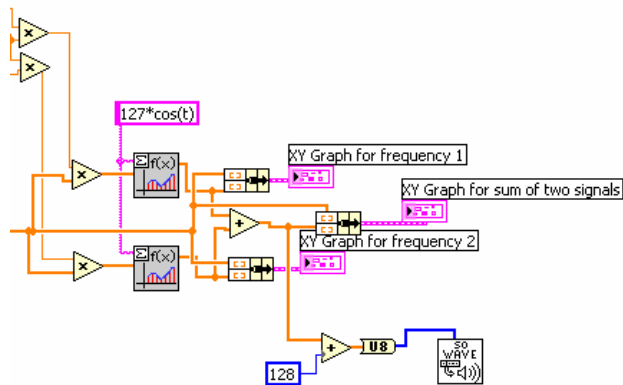 x
x
127*cos(t)
Σ f(x)
XY Graph for frequency 1
x
XY Graph for sum of two signals
+
XY Graph for frequency 2
Σ f(x)
x
+
U8
128
SO
WAVE